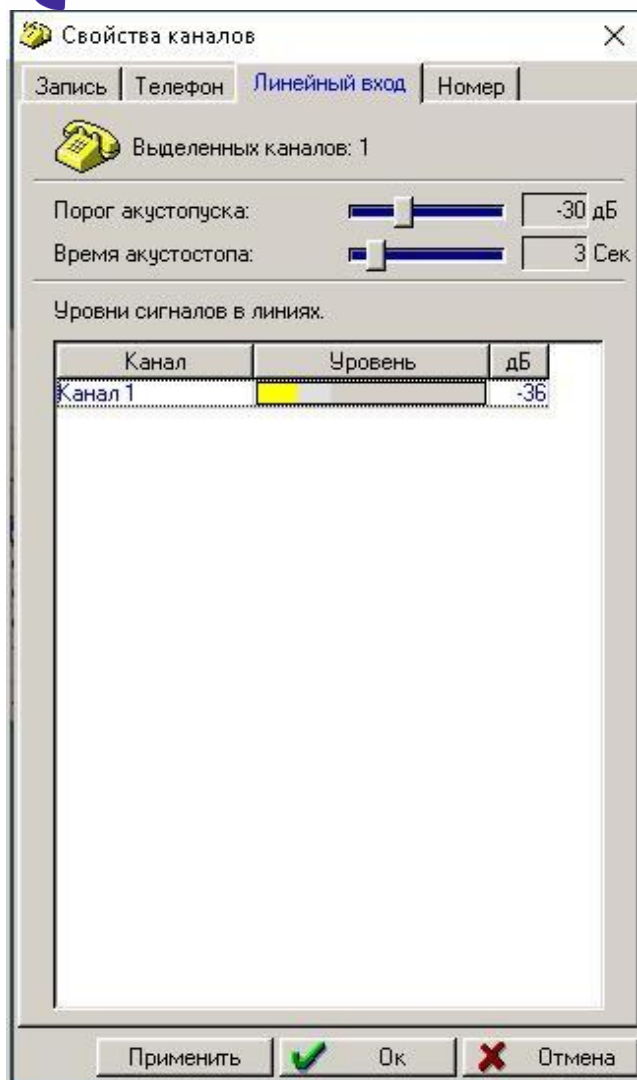 Свойства каналов
Запись Телефон Линейный вход Номер
Выделенных каналов: 1
Порог акустопуска: -30 дБ
Время акустостопа: 3 Сек
Уровни сигналов в линиях.
Канал Уровень дБ
Канал 1 -36
Применить Ок Отмена